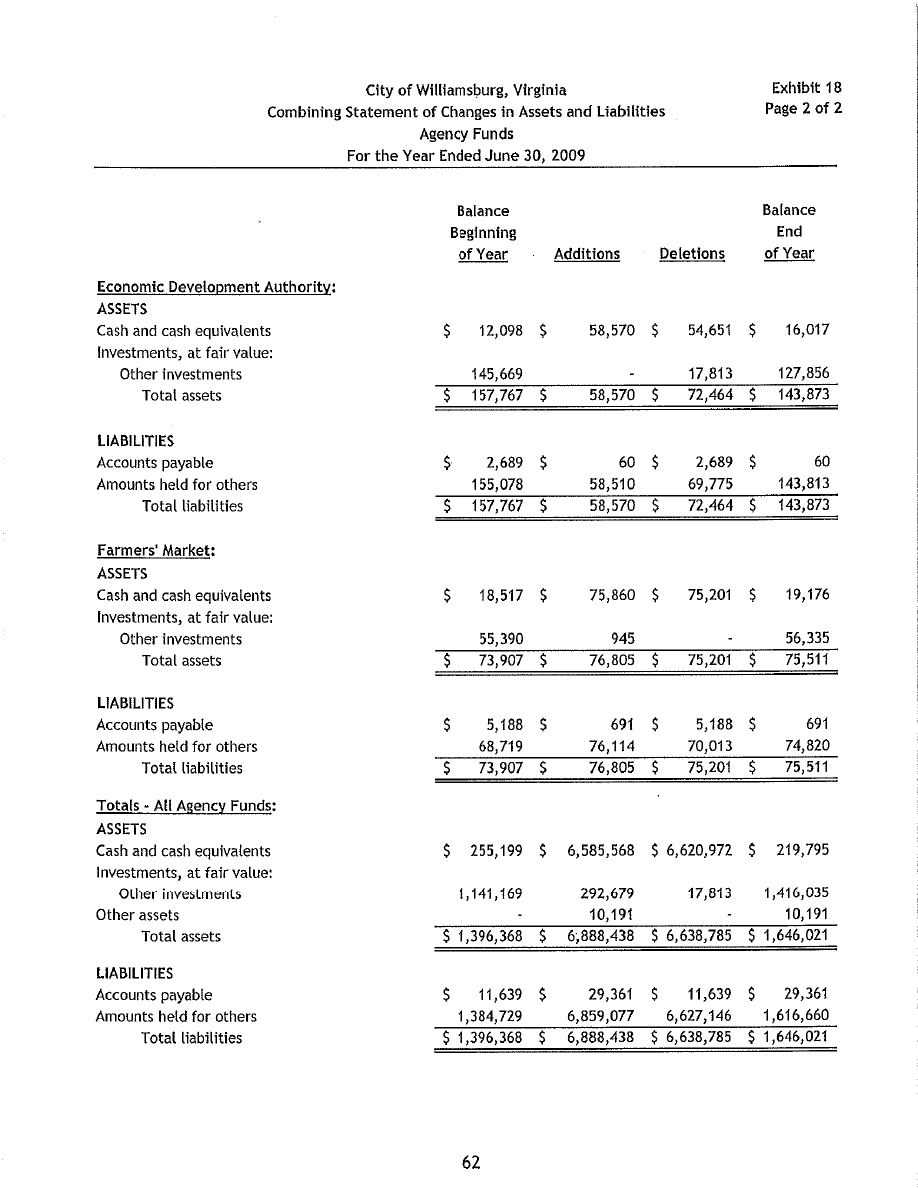 City of Williamsburg, Virginia Exhibit 18
Combining Statement of Changes in Assets and Liabilities Page 2 of 2
Agency Funds
For the Year Ended June 30, 2009
Balance Balance
Beginning End
of Year Additions Deletions of Year
Economic Development Authority:
ASSETS
Cash and cash equivalents $ 12,098 $ 58,570 $ 54,651 $ 16,017
Investments, at fair value:
Other investments 145,669 - 17,813 127,856
Total assets $ 157,767 $ 58,570 $ 72,464 $ 143,873
LIABILITIES
Accounts payable $ 2,689 $ 60 $ 2,689 $ 60
Amounts held for others 155,078 58,510 69,775 143,813
Total liabilities $ 157,767 $ 58,570 $ 72,464 $ 143,873
Farmers' Market:
ASSETS
Cash and cash equivalents $ 18,517 $ 75,860 $ 75,201 $ 19,176
Investments, at fair value:
Other investments 55,390 945 - 56,335
Total assets $ 73,907 $ 76,805 $ 75,201 $ 75,511
LIABILITIES
Accounts payable $ 5,188 $ 691 $ 5,188 $ 691
Amounts held for others 68,719 76,114 70,013 74,820
Total liabilities $ 73,907 $ 76,805 $ 75,201 $ 75,511
Totals - All Agency Funds:
ASSETS
Cash and cash equivalents $ 255,199 $ 6,585,568 $ 6,620,972 $ 219,795
Investments, at fair value:
Other investments 1,141,169 292,679 17,813 1,416,035
Other assets - 10,191 - 10,191
Total assets $ 1,396,368 $ 6,888,438 $ 6,638,785 $ 1,646,021
LIABILITIES
Accounts payable $ 11,639 $ 29,361 $ 11,639 $ 29,361
Amounts held for others 1,384,729 6,859,077 6,627,146 1,616,660
Total liabilities $ 1,396,368 $ 6,888,438 $ 6,638,785 $ 1,646,021
62